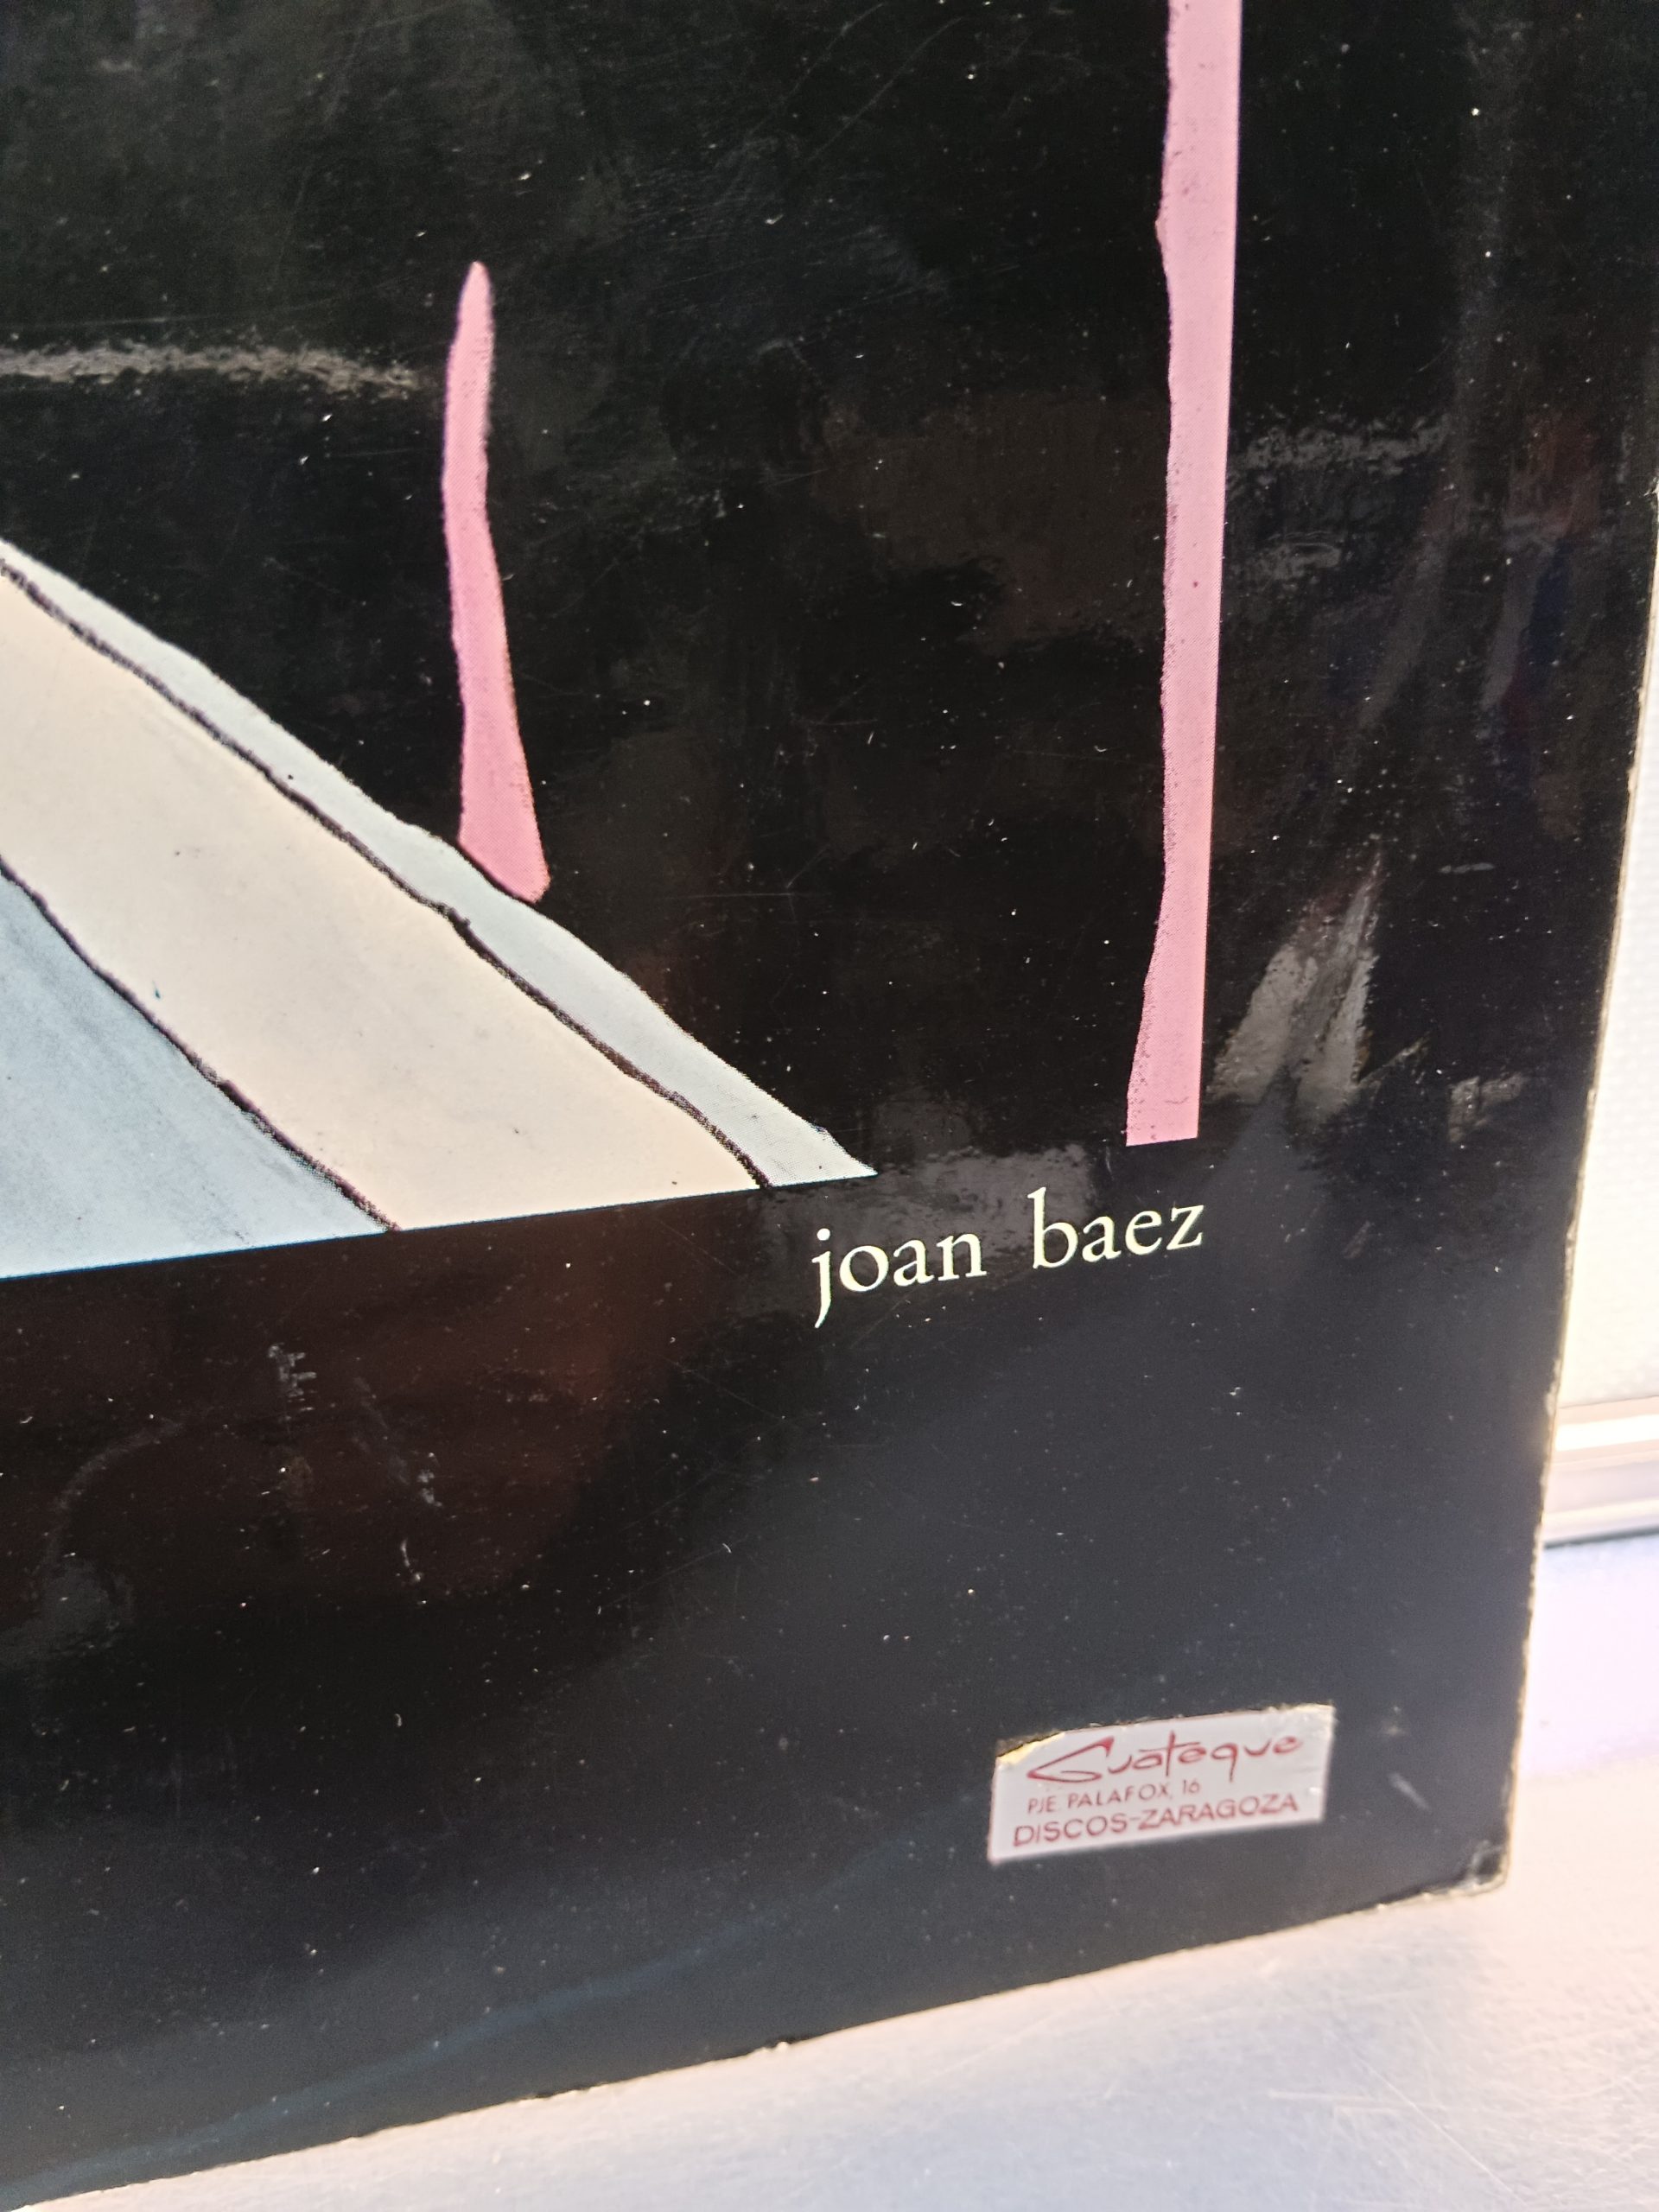 joan baez
Guateque
PJE. PALAFOX, 16
DISCOS-ZARAGOZA